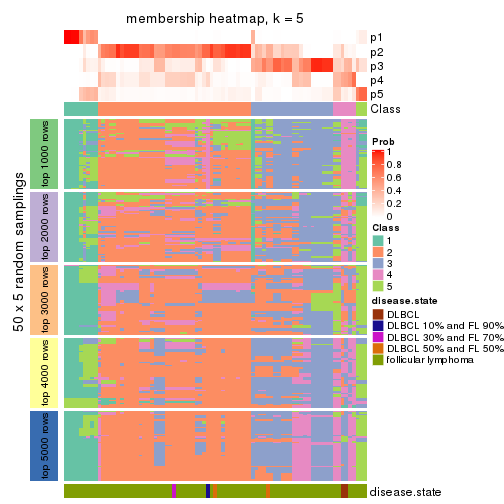 membership heatmap, k = 5
p1
p2
p3
p4
p5
Class
50 x 5 random samplings
top 1000 rows
top 2000 rows
top 3000 rows
top 4000 rows
top 5000 rows
Prob
1
0.8
0.6
0.4
0.2
0
Class
1
2
3
4
5
disease.state
DLBCL
DLBCL 10% and FL 90%
DLBCL 30% and FL 70%
DLBCL 50% and FL 50%
follicular lymphoma
disease.state